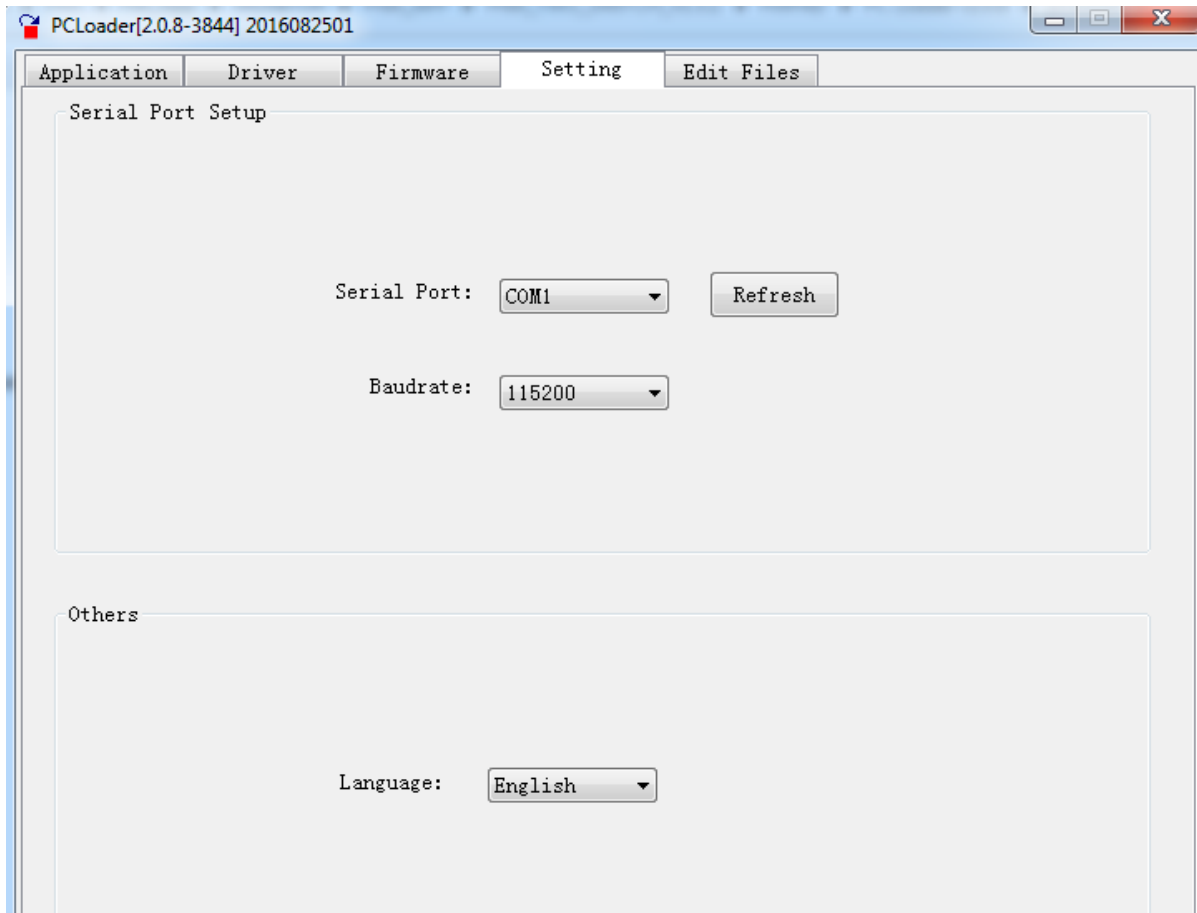 PCLoader[2.0.8-3844] 2016082501
Application Driver Firmware Setting Edit Files
Serial Port Setup
Serial Port: COM1 Refresh
Baudrate: 115200
Others
Language: English